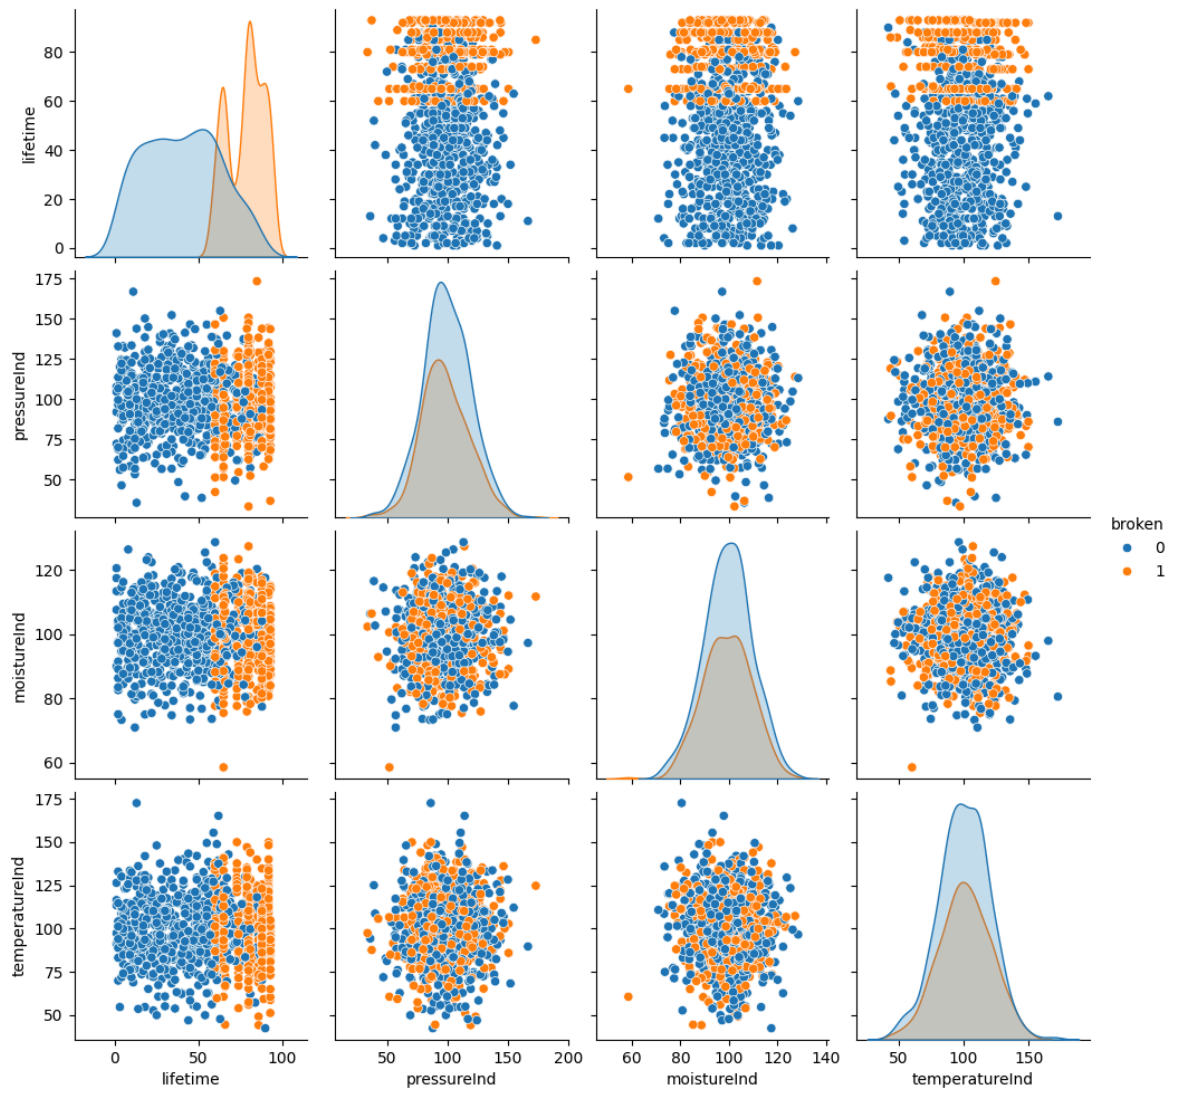 lifetime
80
60
40
20
0
pressureInd
175
150
125
100
75
50
moistureInd
120
100
80
60
broken
0
1
temperatureInd
175
150
125
100
75
50
0 50 100
50 100 150 200
60 80 100 120 140
50 100 150
lifetime pressureInd moistureInd temperatureInd